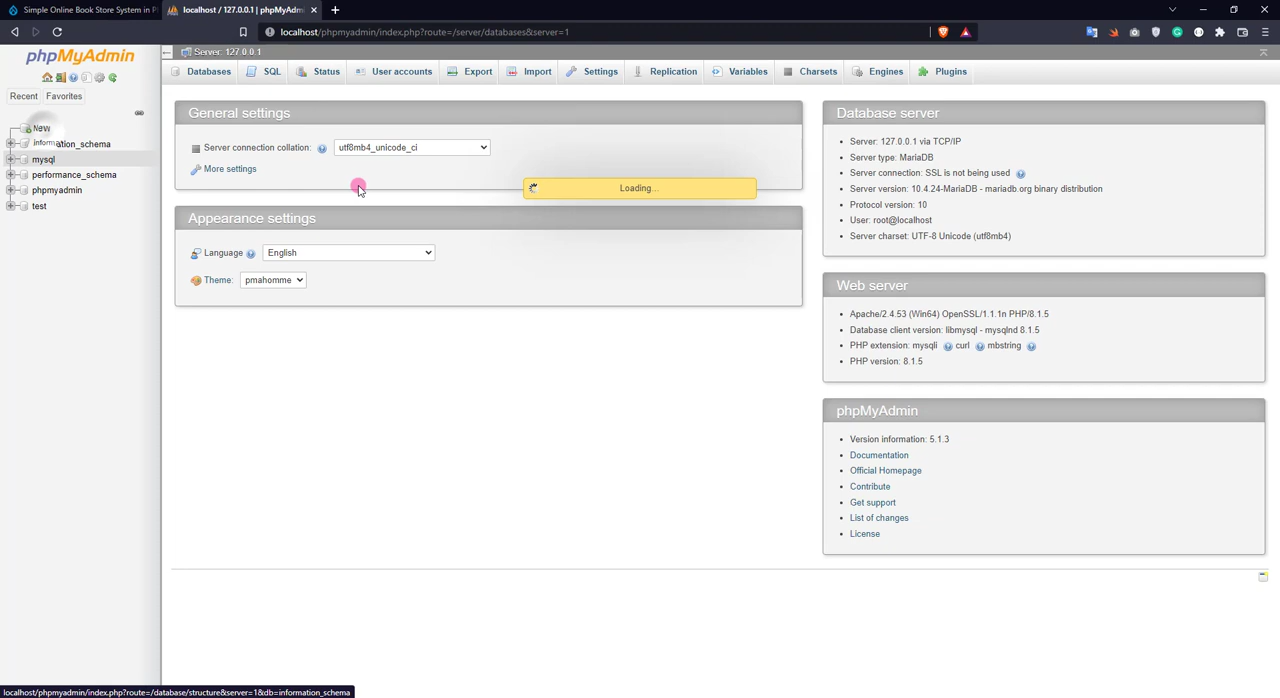 Simple Online Book Store System in P
localhost / 127.0.0.1 | phpMyAdmi
localhost/phpmyadmin/index.php?route=/server/databases&server=1
phpMyAdmin
Recent
Favorites
New
information_schema
mysql
performance_schema
phpmyadmin
test
Server: 127.0.0.1
Databases
SQL
Status
User accounts
Export
Import
Settings
Replication
Variables
Charsets
Engines
Plugins
General settings
Server connection collation:
utf8mb4_unicode_ci
More settings
Loading...
Appearance settings
Language
English
Theme:
pmahomme
Database server
Server: 127.0.0.1 via TCP/IP
Server type: MariaDB
Server connection: SSL is not being used
Server version: 10.4.24-MariaDB - mariadb.org binary distribution
Protocol version: 10
User: root@localhost
Server charset: UTF-8 Unicode (utf8mb4)
Web server
Apache/2.4.53 (Win64) OpenSSL/1.1.1n PHP/8.1.5
Database client version: libmysql - mysqlnd 8.1.5
PHP extension: mysqli curl mbstring
PHP version: 8.1.5
phpMyAdmin
Version information: 5.1.3
Documentation
Official Homepage
Contribute
Get support
List of changes
License
localhost/phpmyadmin/index.php?route=/database/structure&server=1&db=information_schema